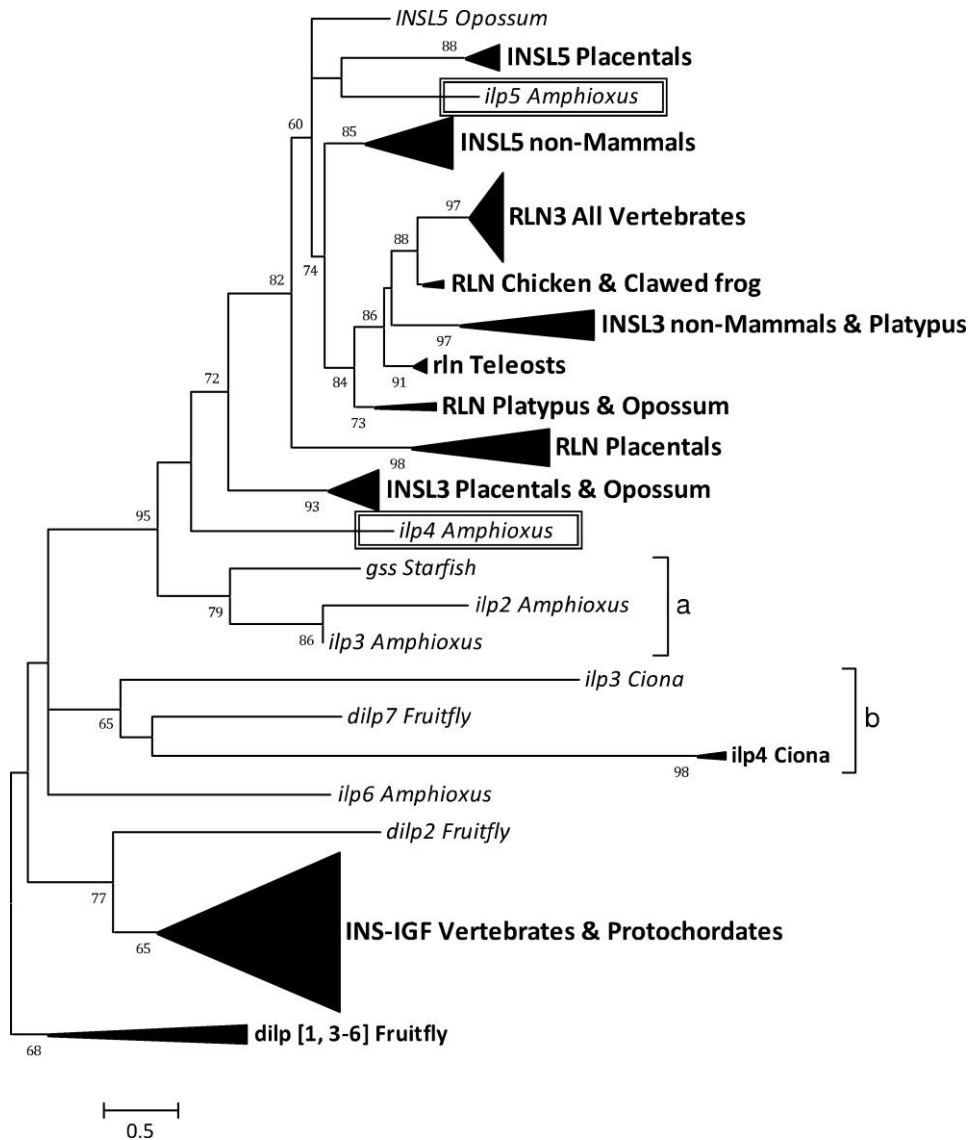 INSL5 Opossum
88
INSL5 Placentals
ilp5 Amphioxus
60
85
INSL5 non-Mammals
97
RLN3 All Vertebrates
88
74
82
RLN Chicken & Clawed frog
86
97
INSL3 non-Mammals & Platypus
72
84
91
rln Teleosts
73
RLN Platypus & Opossum
98
RLN Placentals
93
INSL3 Placentals & Opossum
95
ilp4 Amphioxus
gss Starfish
79
ilp2 Amphioxus
a
86
ilp3 Amphioxus
ilp3 Ciona
65
dilp7 Fruitfly
b
98
ilp4 Ciona
ilp6 Amphioxus
dilp2 Fruitfly
77
65
INS-IGF Vertebrates & Protochordates
68
dilp [1, 3-6] Fruitfly
0.5